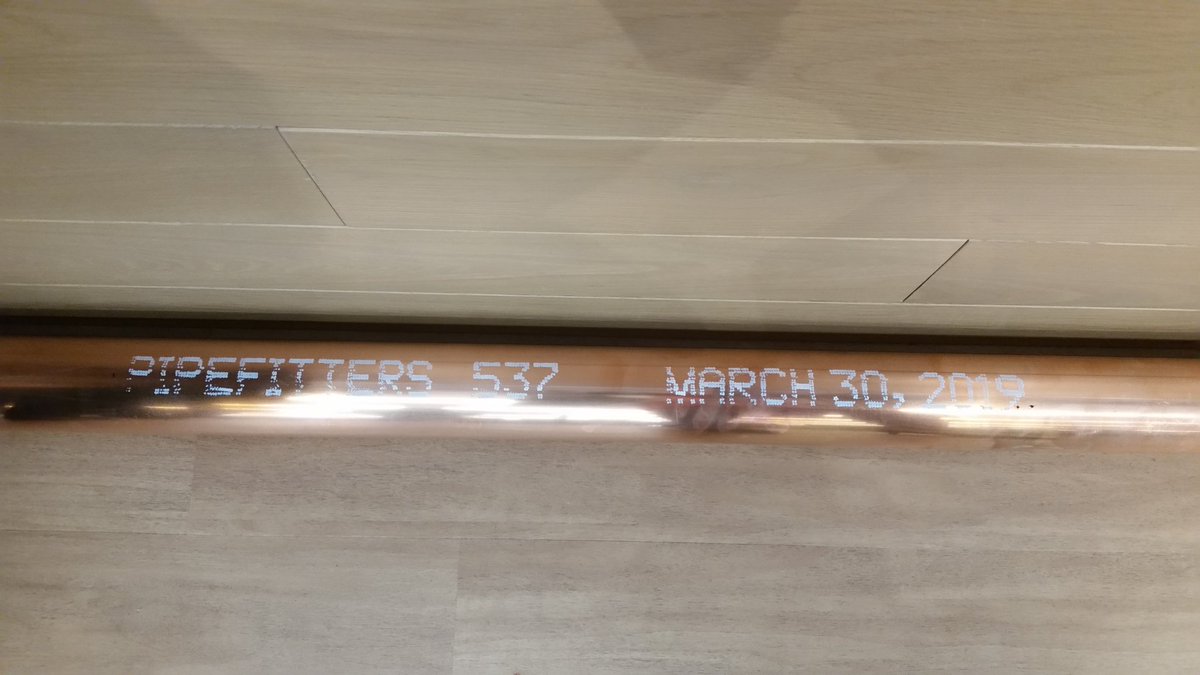 PIPEFITTERS 537 MARCH 30, 2019